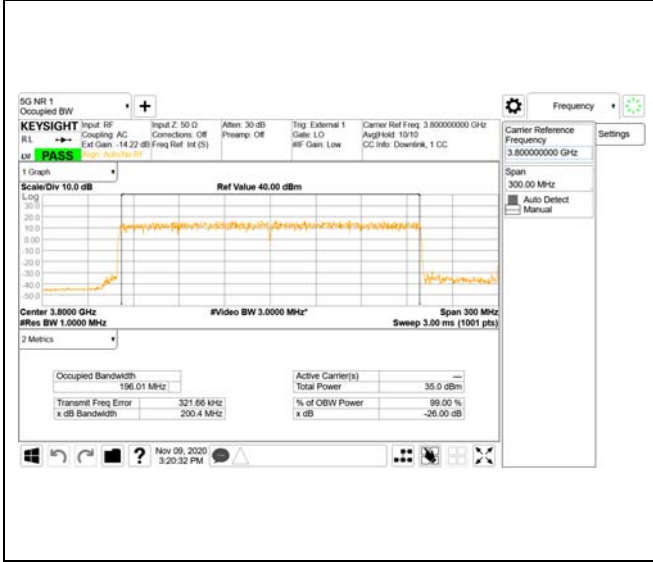 5G NR 1
Occupied BW
Frequency
KEYSIGHT
Input: RF
Input Z: 50 Ω
Atten: 30 dB
Trig: External 1
Carrier Ref Freq: 3.800000000 GHz
R L
Coupling: AC
Corrections: Off
Preamp: Off
Gate: LO
Avg|Hold: 10/10
Ext Gain: -14.22 dB
Freq Ref: Int (S)
#IF Gain: Low
CC Info: Downlink, 1 CC
PASS
Align: Auto/No RF
Carrier Reference
Frequency
3.800000000 GHz
Settings
Span
300.00 MHz
Auto Detect
Manual
1 Graph
Scale/Div 10.0 dB
Ref Value 40.00 dBm
Log
30.0
20.0
10.0
0.00
-10.0
-20.0
-30.0
-40.0
-50.0
Center 3.8000 GHz
#Video BW 3.0000 MHz*
Span 300 MHz
#Res BW 1.0000 MHz
Sweep 3.00 ms (1001 pts)
2 Metrics
Occupied Bandwidth
196.01 MHz
Active Carrier(s)
---
Total Power
35.0 dBm
Transmit Freq Error
321.66 kHz
% of OBW Power
99.00 %
x dB Bandwidth
200.4 MHz
x dB
-26.00 dB
?
Nov 09, 2020
3:20:32 PM